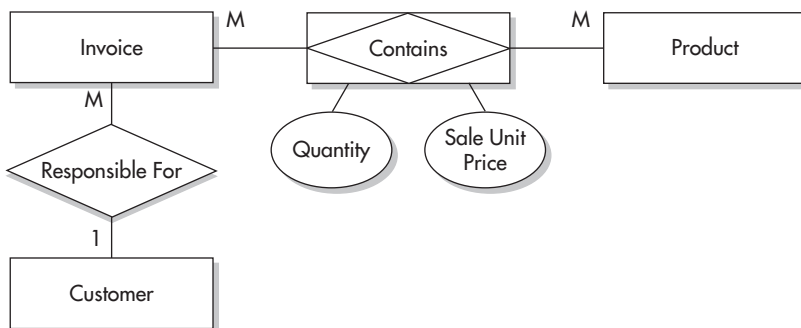 Invoice
M
Contains
M
Product
M
Quantity
Sale Unit
Price
Responsible For
1
Customer